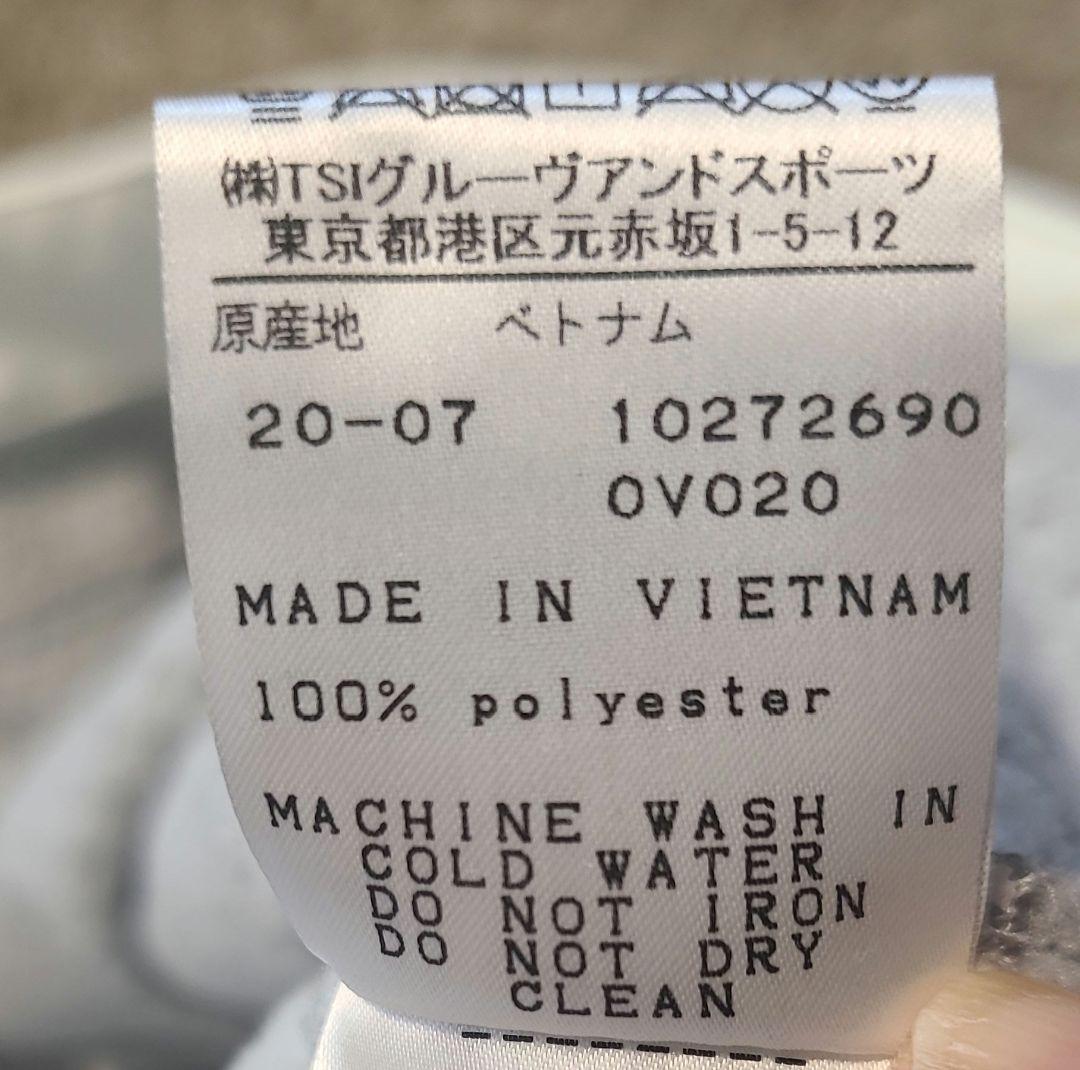 ㈱TSIグルーヴアンドスポーツ
東京都港区元赤坂1-5-12
原産地 ベトナム
20-07 10272690
0V020
MADE IN VIETNAM
100% polyester
MACHINE WASH IN
COLD WATER
DO NOT IRON
DO NOT DRY
CLEAN